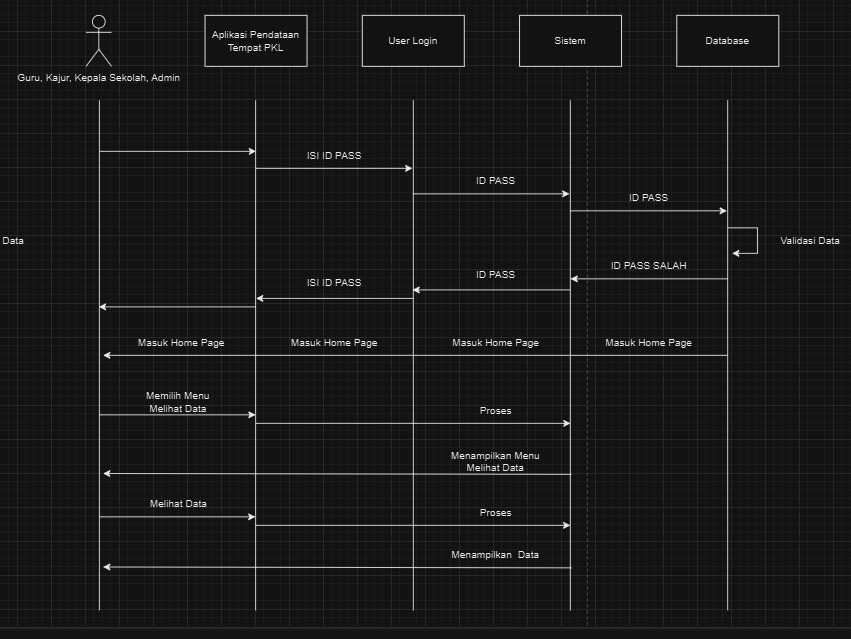 Aplikasi Pendataan
Tempat PKL
User Login
Sistem
Database
Guru, Kajur, Kepala Sekolah, Admin
ISI ID PASS
ID PASS
ID PASS
Data
Validasi Data
ID PASS SALAH
ID PASS
ISI ID PASS
Masuk Home Page
Masuk Home Page
Masuk Home Page
Masuk Home Page
Memilih Menu
Melihat Data
Proses
Menampilkan Menu
Melihat Data
Melihat Data
Proses
Menampilkan  Data